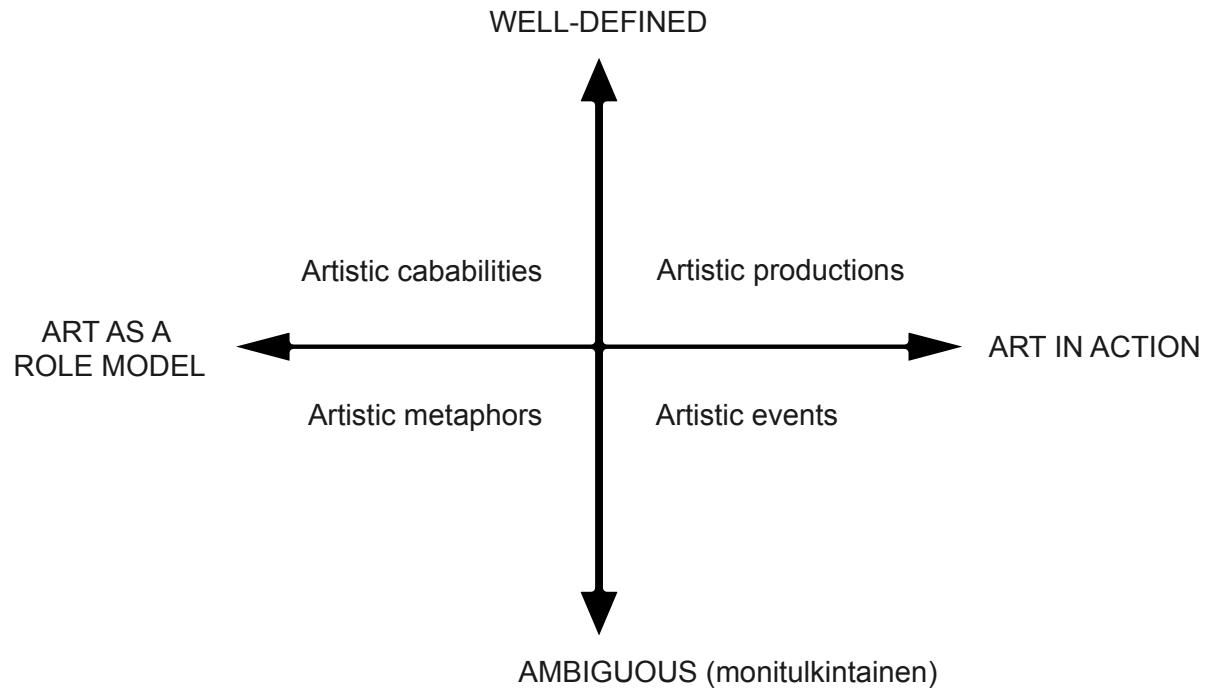 WELL-DEFINED
Artistic cababilities
Artistic productions
ART AS A
ROLE MODEL
ART IN ACTION
Artistic metaphors
Artistic events
AMBIGUOUS (monitulkintainen)